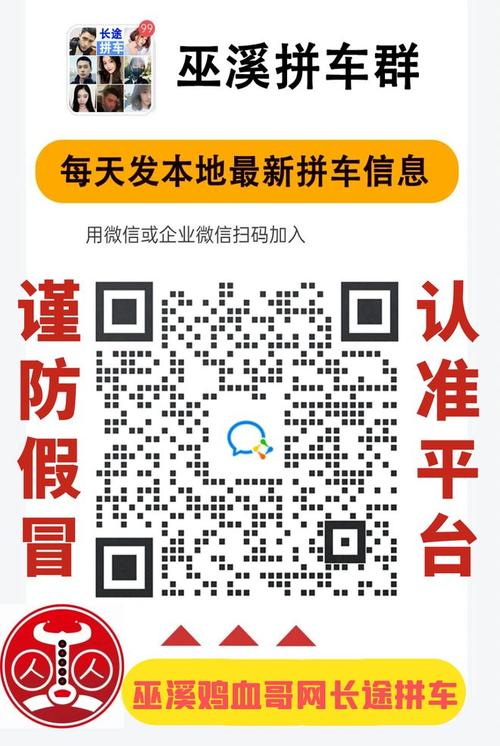 长途
拼车
99
巫溪拼车群
每天发本地最新拼车信息
用微信或企业微信扫码加入
谨防假冒
认准平台
人人
巫溪鸡血哥网长途拼车